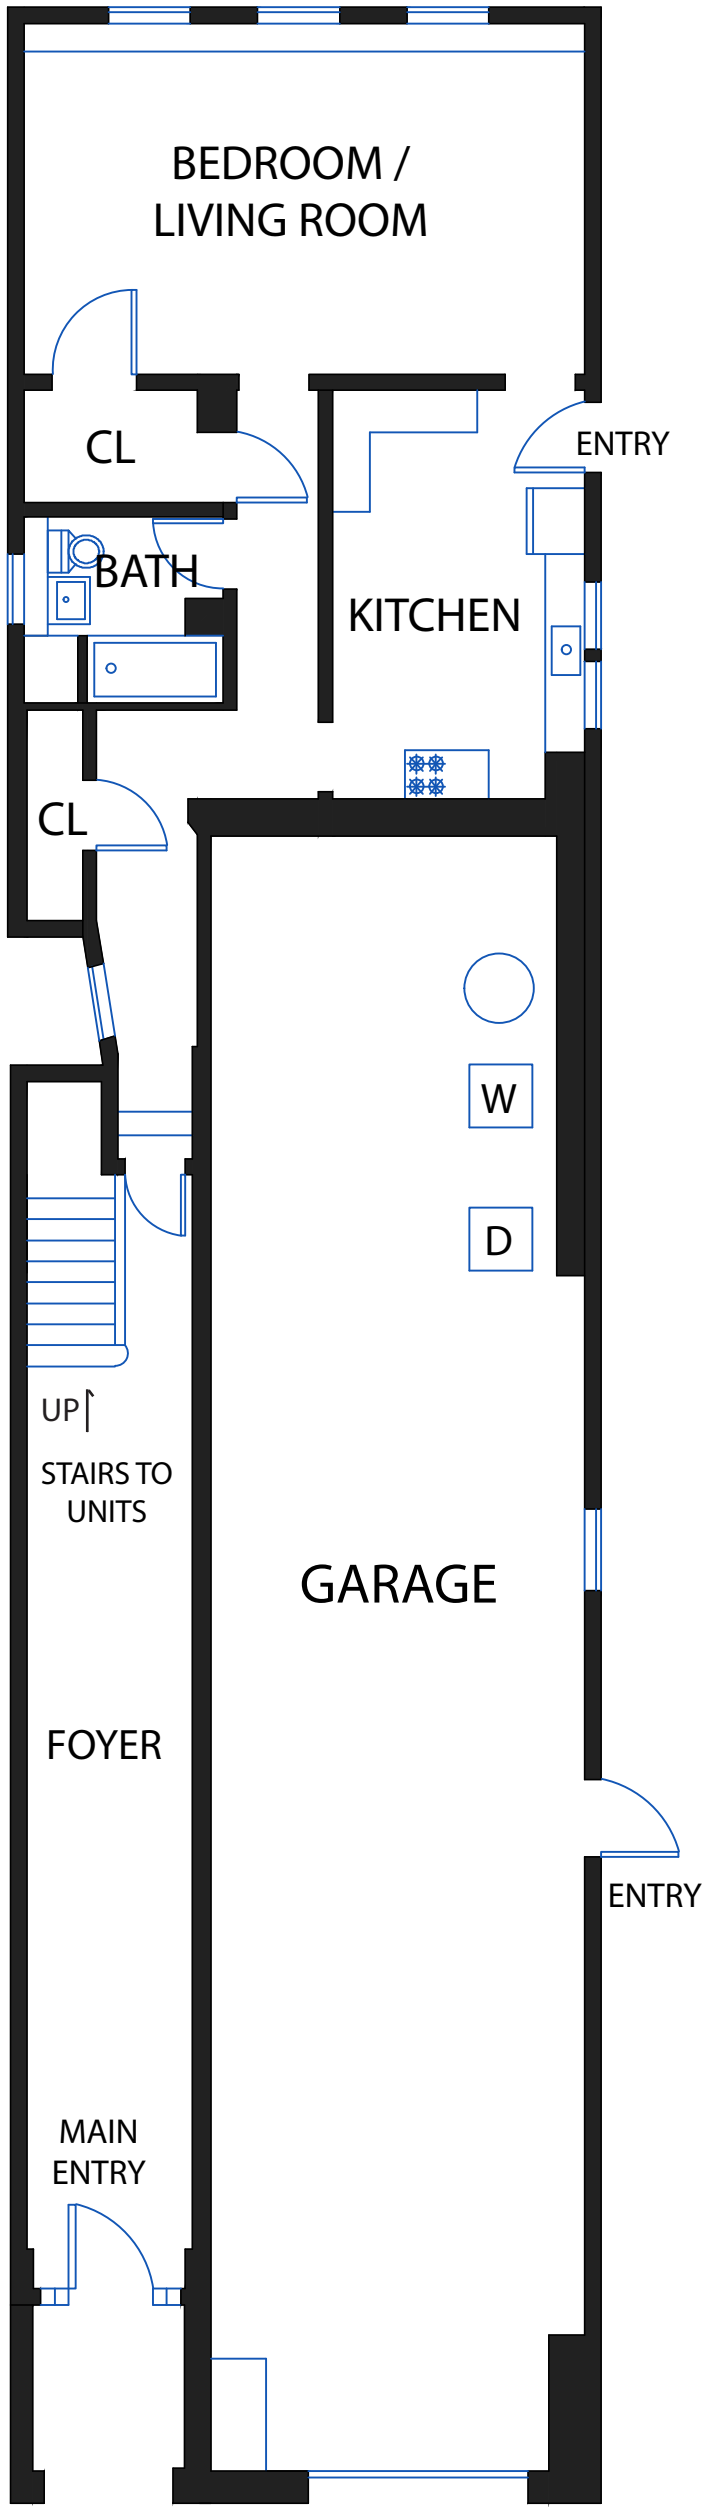 BEDROOM /
LIVING ROOM
CL
ENTRY
BATH
KITCHEN
CL
W
D
UP
STAIRS TO
UNITS
GARAGE
FOYER
ENTRY
MAIN
ENTRY